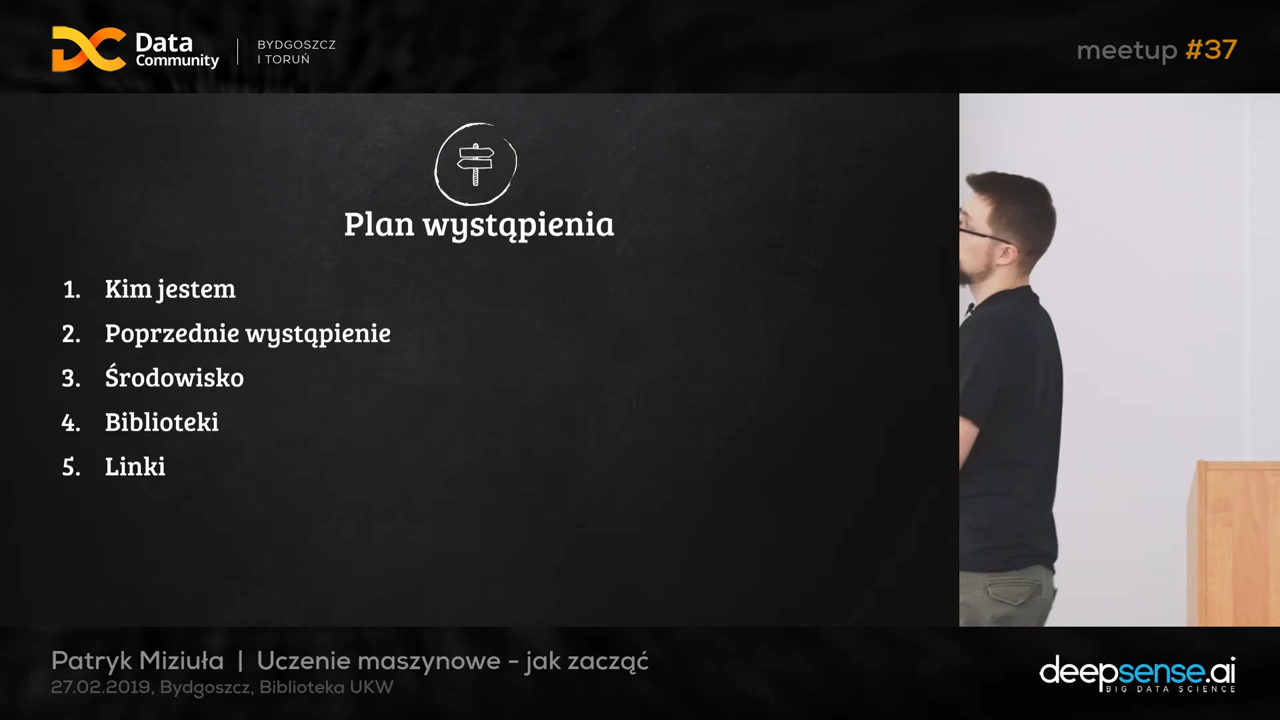 Data
Community
BYDGOSZCZ
I TORUŃ
meetup #37
Plan wystąpienia
1. Kim jestem
2. Poprzednie wystąpienie
3. Środowisko
4. Biblioteki
5. Linki
Patryk Miziuła | Uczenie maszynowe - jak zacząć
27.02.2019, Bydgoszcz, Biblioteka UKW
deepsense.ai
BIG DATA SCIENCE